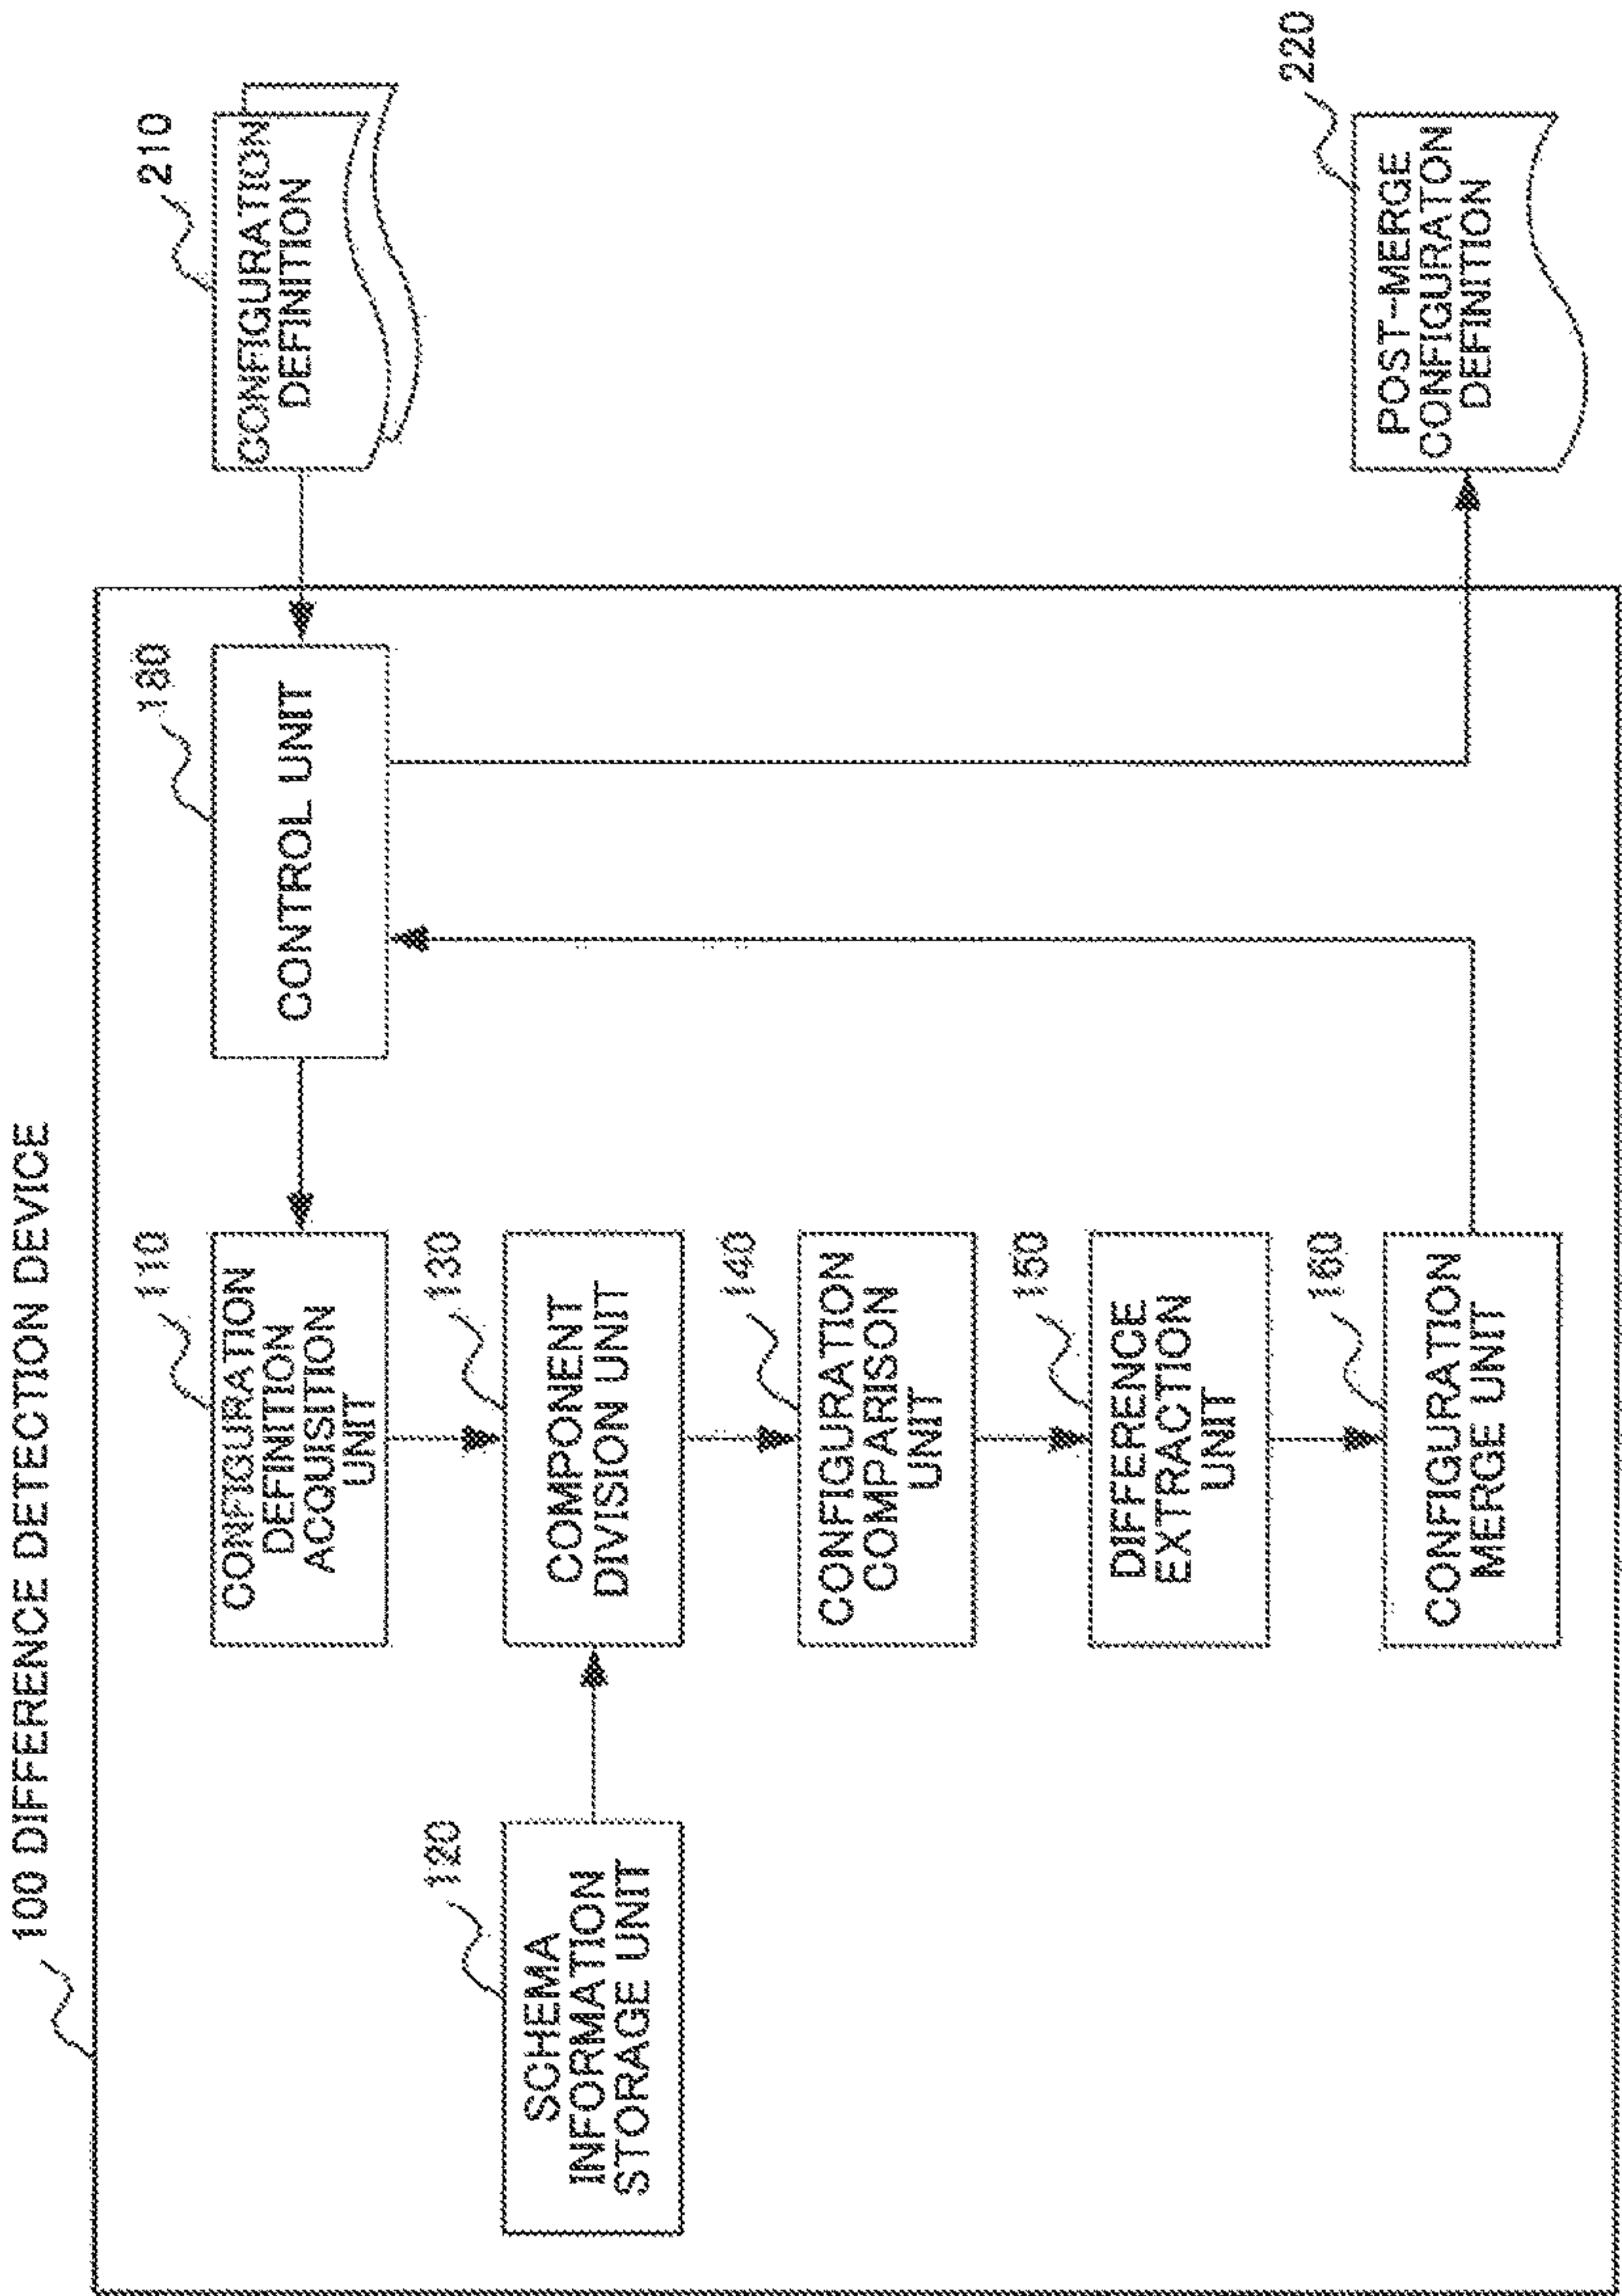 100 DIFFERENCE DETECTION DEVICE
110
CONFIGURATION
DEFINITION
ACQUISITION
UNIT
180
CONTROL UNIT
210
CONFIGURATION
DEFINITION
120
SCHEMA
INFORMATION
STORAGE UNIT
130
COMPONENT
DIVISION UNIT
140
CONFIGURATION
COMPARISON
UNIT
150
DIFFERENCE
EXTRACTION
UNIT
160
CONFIGURATION
MERGE UNIT
220
POST-MERGE
CONFIGURATON
DEFINITION